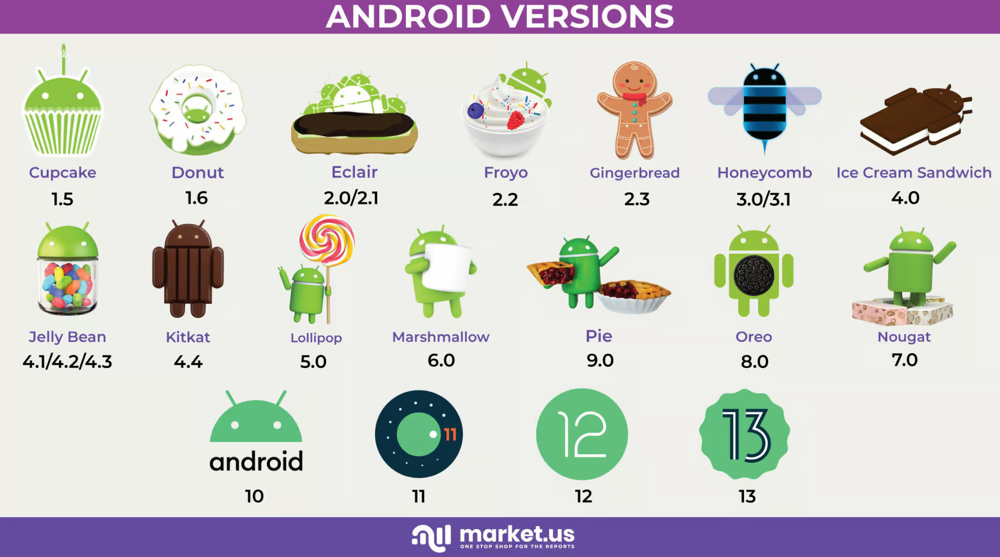 ANDROID VERSIONS
Cupcake
1.5
Donut
1.6
Eclair
2.0/2.1
Froyo
2.2
Gingerbread
2.3
Honeycomb
3.0/3.1
Ice Cream Sandwich
4.0
Jelly Bean
4.1/4.2/4.3
Kitkat
4.4
Lollipop
5.0
Marshmallow
6.0
Pie
9.0
OREO
Oreo
8.0
Nougat
7.0
android
10
11
11
12
12
13
13
market.us
ONE STOP SHOP FOR THE REPORTS